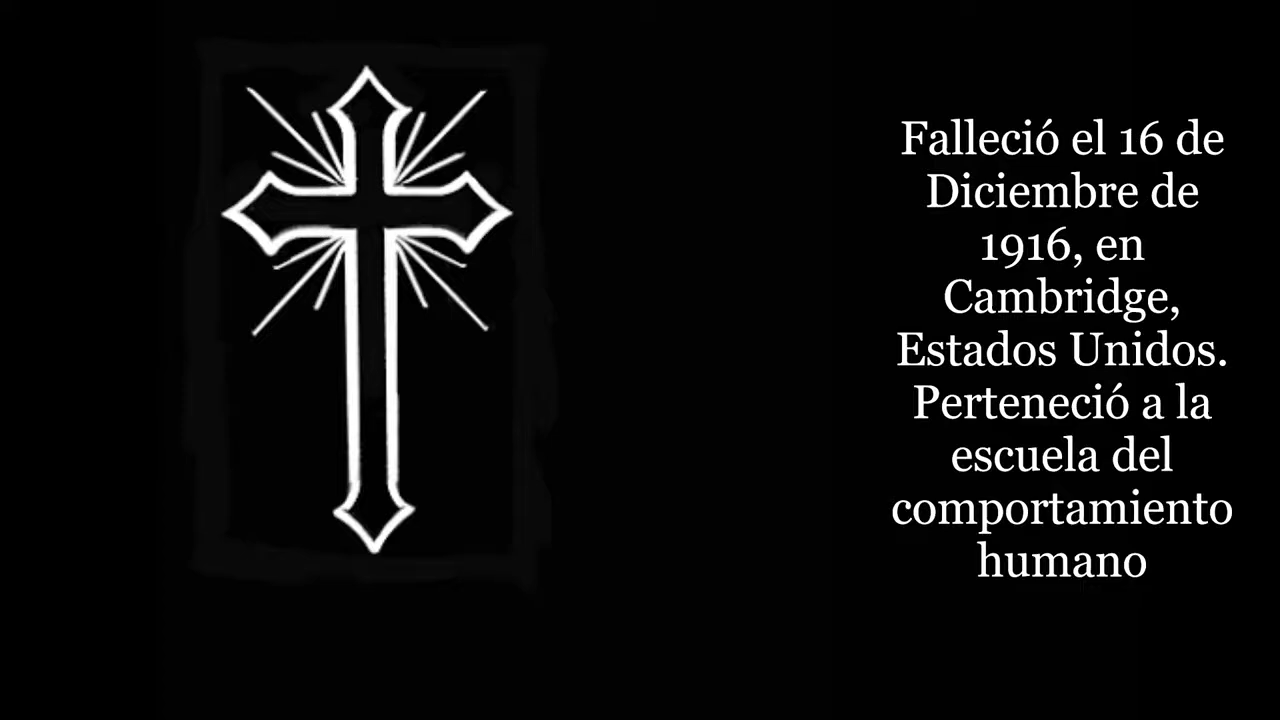 Falleció el 16 de
Diciembre de
1916, en
Cambridge,
Estados Unidos.
Perteneció a la
escuela del
comportamiento
humano